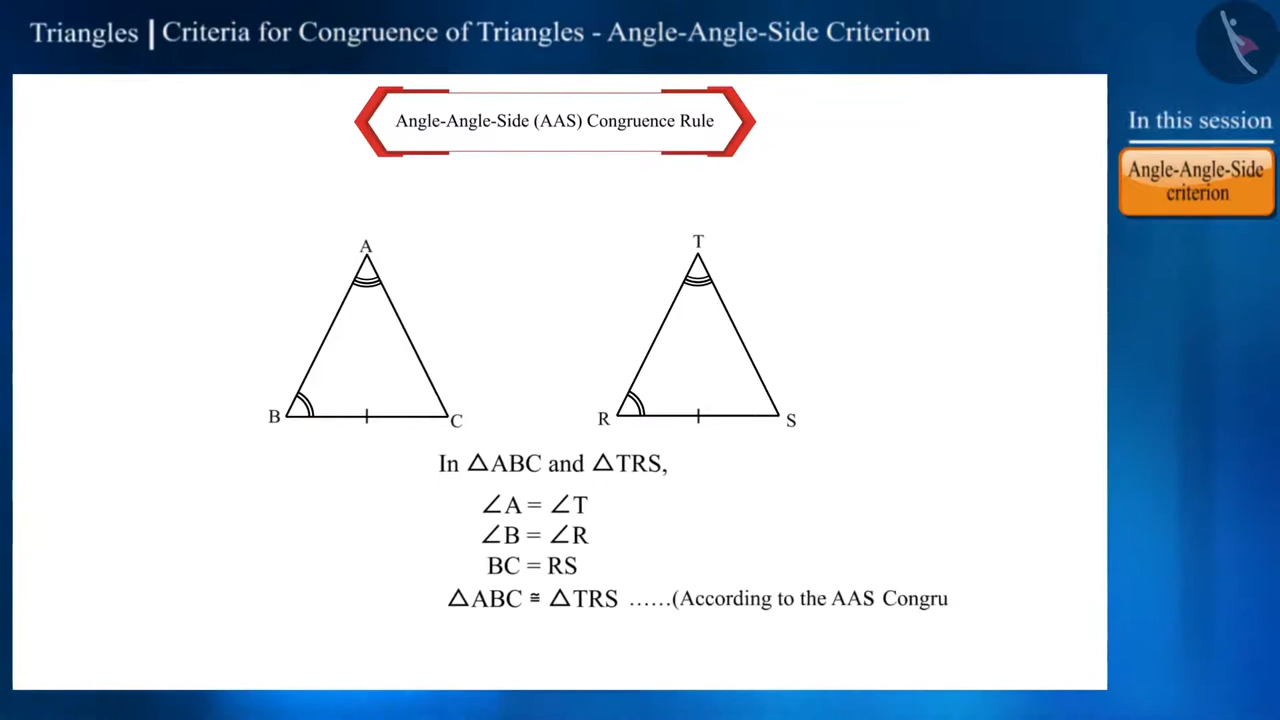 Triangles | Criteria for Congruence of Triangles - Angle-Angle-Side Criterion
In this session
Angle-Angle-Side
criterion
Angle-Angle-Side (AAS) Congruence Rule
A
T
B
C
R
S
In △ABC and △TRS,
∠A = ∠T
∠B = ∠R
BC = RS
△ABC ≅ △TRS ......(According to the AAS Congru